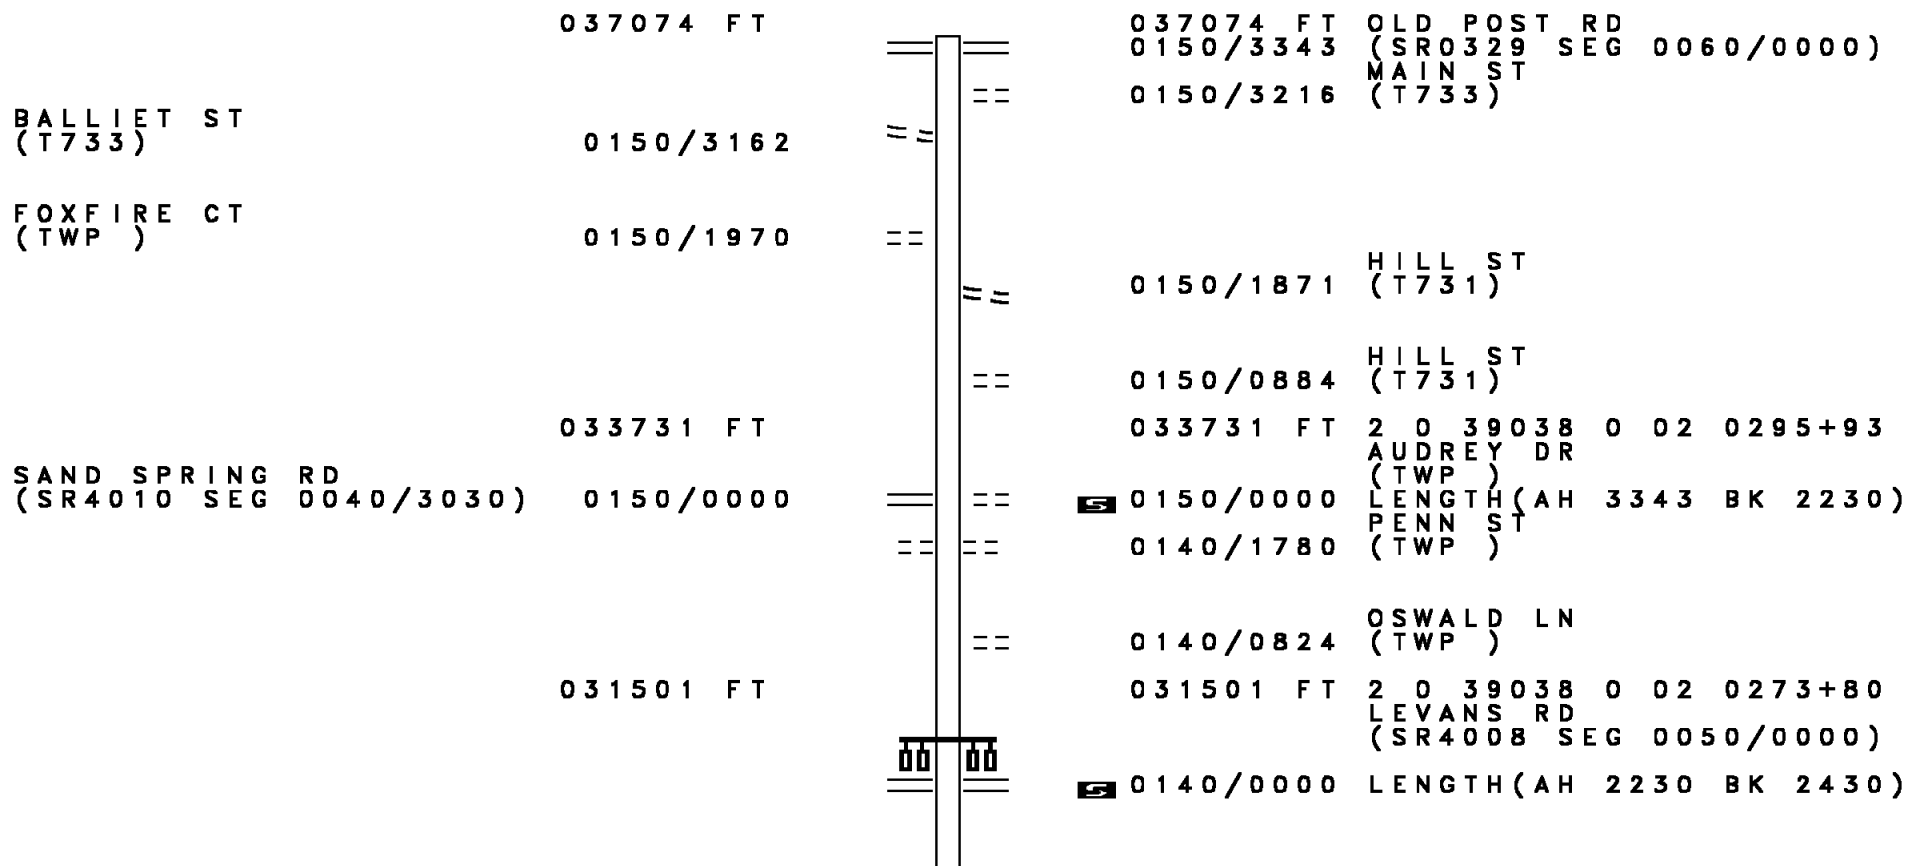 037074 FT 037074 FT OLD POST RD
0150/3343 (SR0329 SEG 0060/0000)
MAIN ST
0150/3216 (T733)
BALLIET ST
(T733) 0150/3162
FOXFIRE CT
(TWP ) 0150/1970
HILL ST
0150/1871 (T731)
HILL ST
0150/0884 (T731)
033731 FT 033731 FT 2 0 39038 0 02 0295+93
AUDREY DR
SAND SPRING RD (TWP )
(SR4010 SEG 0040/3030) 0150/0000 S 0150/0000 LENGTH(AH 3343 BK 2230)
PENN ST
0140/1780 (TWP )
OSWALD LN
0140/0824 (TWP )
031501 FT 031501 FT 2 0 39038 0 02 0273+80
LEVANS RD
(SR4008 SEG 0050/0000)
S 0140/0000 LENGTH(AH 2230 BK 2430)